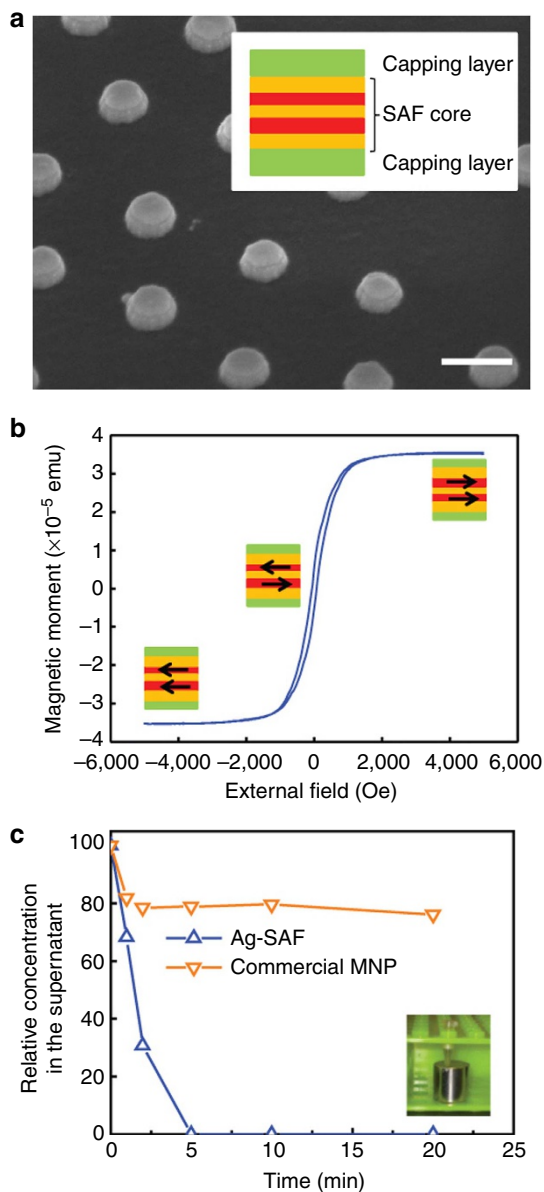 a
Capping layer
SAF core
Capping layer
b
Magnetic moment (×10⁻⁵ emu)
4
3
2
1
0
–1
–2
–3
–4
–6,000 –4,000 –2,000 0 2,000 4,000 6,000
External field (Oe)
c
Relative concentration
in the supernatant
100
80
60
40
20
0
Ag-SAF
Commercial MNP
0 5 10 15 20 25
Time (min)